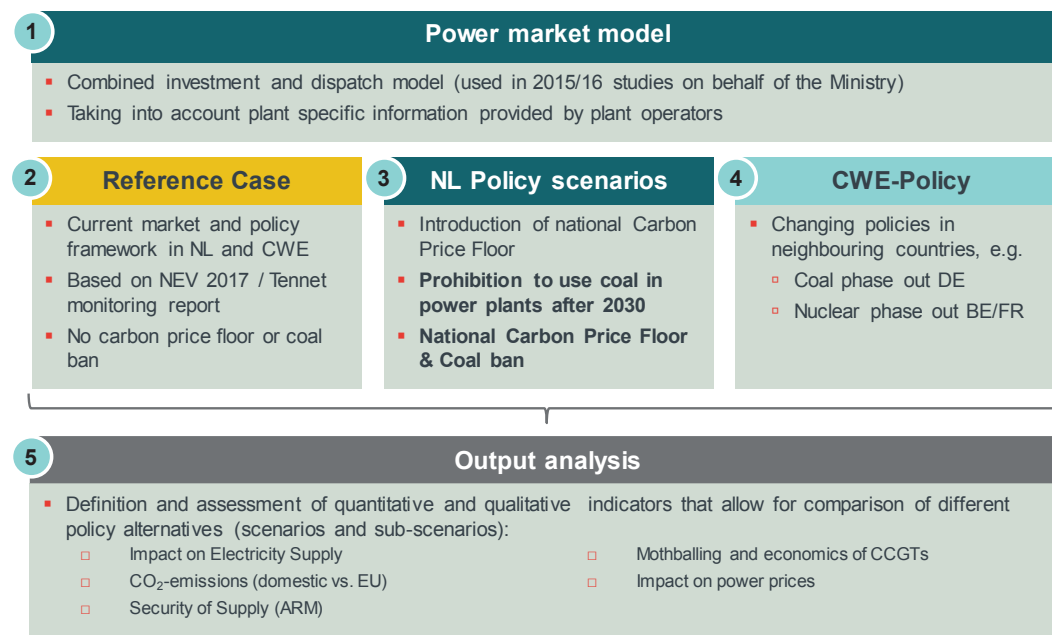 1
Power market model
Combined investment and dispatch model (used in 2015/16 studies on behalf of the Ministry)
Taking into account plant specific information provided by plant operators
2
Reference Case
Current market and policy
framework in NL and CWE
Based on NEV 2017 / Tennet
monitoring report
No carbon price floor or coal
ban
3
NL Policy scenarios
Introduction of national Carbon
Price Floor
Prohibition to use coal in
power plants after 2030
National Carbon Price Floor
& Coal ban
4
CWE-Policy
Changing policies in
neighbouring countries, e.g.
Coal phase out DE
Nuclear phase out BE/FR
5
Output analysis
Definition and assessment of quantitative and qualitative indicators that allow for comparison of different
policy alternatives (scenarios and sub-scenarios):
Impact on Electricity Supply
CO₂-emissions (domestic vs. EU)
Security of Supply (ARM)
Mothballing and economics of CCGTs
Impact on power prices